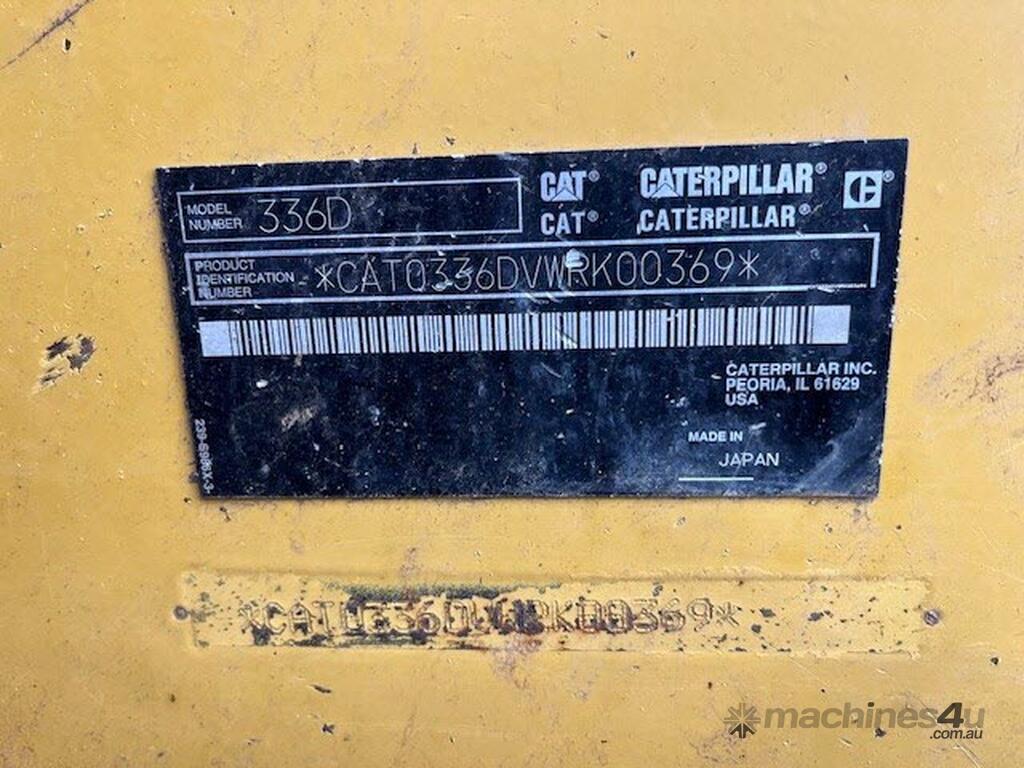 MODEL NUMBER 336D
CAT® CATERPILLAR®
CAT® CATERPILLAR®
PRODUCT IDENTIFICATION NUMBER *CAT0336DVWRK00369*
CATERPILLAR INC.
PEORIA, IL 61629
USA
MADE IN
JAPAN
*CAT0336DVWRK00369*
machines4u
.com.au